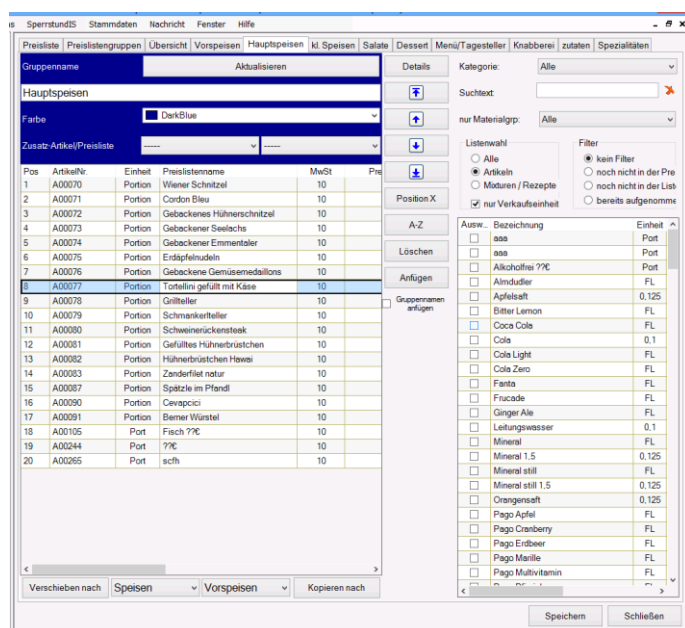 SperrstundIS Stammdaten Nachricht Fenster Hilfe
Preisliste Preislistengruppen Übersicht Vorspeisen Hauptspeisen kl. Speisen Salate Dessert Menü/Tagesteller Knabberei zutaten Spezialitäten
Gruppenname Aktualisieren
Hauptspeisen
Farbe DarkBlue
Zusatz-Artikel/Preisliste ----- -----
Pos ArtikelNr. Einheit Preislistenname MwSt Pre
1 A00070 Portion Wiener Schnitzel 10
2 A00071 Portion Cordon Bleu 10
3 A00072 Portion Gebackenes Hühnerschnitzel 10
4 A00073 Portion Gebackener Seelachs 10
5 A00074 Portion Gebackener Emmentaler 10
6 A00075 Portion Erdäpfelnudeln 10
7 A00076 Portion Gebackene Gemüsemedaillons 10
8 A00077 Portion Tortellini gefüllt mit Käse 10
9 A00078 Portion Grillteller 10
10 A00079 Portion Schmankerlteller 10
11 A00080 Portion Schweinerückensteak 10
12 A00081 Portion Gefülltes Hühnerbrüstchen 10
13 A00082 Portion Hühnerbrüstchen Hawai 10
14 A00083 Portion Zanderfilet natur 10
15 A00087 Portion Spätzle im Pfandl 10
16 A00090 Portion Cevapcici 10
17 A00091 Portion Berner Würstel 10
18 A00105 Port Fisch ??€ 10
19 A00244 Port ??€ 10
20 A00265 Port scfh 10
Verschieben nach Speisen Vorspeisen Kopieren nach
Details
Position X
A-Z
Löschen
Anfügen
Gruppennamen
anfügen
Kategorie: Alle
Suchtext:
nur Materialgrp: Alle
Listenwahl
Alle
Artikeln
Mixturen / Rezepte
nur Verkaufseinheit
Filter
kein Filter
noch nicht in der Pre
noch nicht in der List
bereits aufgenomme
Ausw... Bezeichnung Einheit
aaa Port
aaa Port
Alkoholfrei ??€ Port
Almdudler FL
Apfelsaft 0,125
Bitter Lemon FL
Coca Cola FL
Cola 0,1
Cola Light FL
Cola Zero FL
Fanta FL
Frucade FL
Ginger Ale FL
Leitungswasser 0,1
Mineral FL
Mineral 1,5 0,125
Mineral still FL
Mineral still 1,5 0,125
Orangensaft 0,125
Pago Apfel FL
Pago Cranberry FL
Pago Erdbeer FL
Pago Marille FL
Pago Multivitamin FL
Speichern Schließen